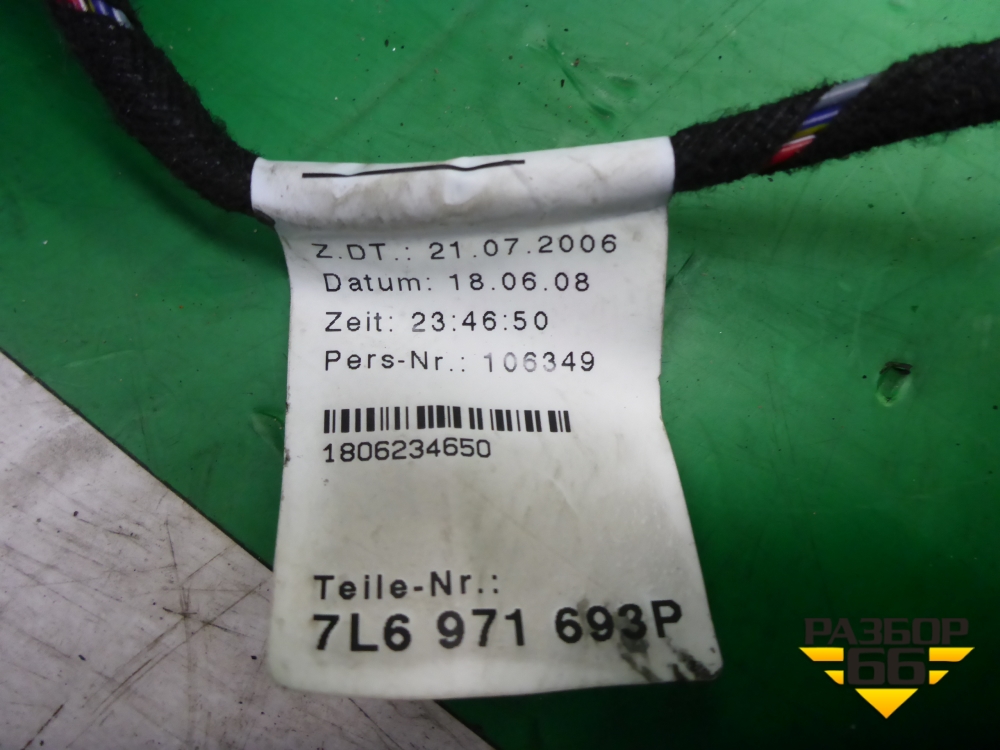 Z.DT.: 21.07.2006
Datum: 18.06.08
Zeit: 23:46:50
Pers-Nr.: 106349
1806234650
Teile-Nr.:
7L6 971 693P
РАЗБОР
66